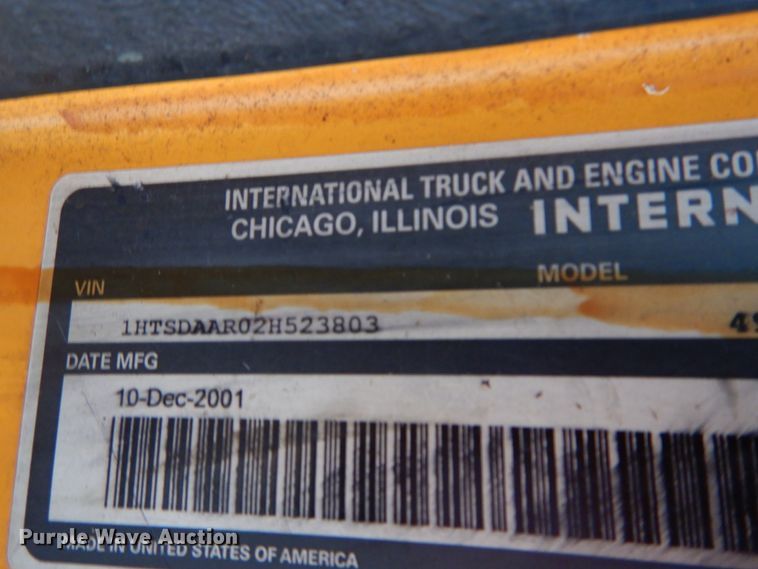 INTERNATIONAL TRUCK AND ENGINE CO
CHICAGO, ILLINOIS INTERN
VIN MODEL
1HTSDAAR02H523803 49
DATE MFG
10-Dec-2001
MADE IN UNITED STATES OF AMERICA
Purple Wave Auction